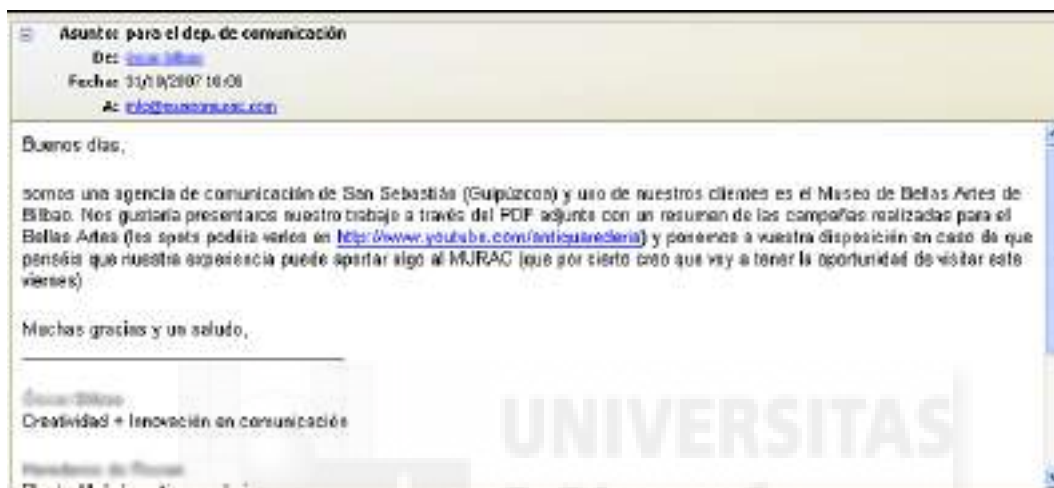 Asunto: para el dep. de comunicación
De:
Fecha: 31/10/2007
A:
Buenos días,
somos una agencia de comunicación de San Sebastián (Guipúzcoa) y uno de nuestros clientes es el Museo de Bellas Artes de
Bilbao. Nos gustaría presentaros nuestro trabajo a través del PDF adjunto con un resumen de las campañas realizadas para el
Bellas Artes (los spots podéis verlos en http://www.youtube.com/antiguarederia) y ponernos a vuestra disposición en caso de que
penséis que nuestra experiencia puede aportar algo al MURAC (que por cierto creo que voy a tener la oportunidad de visitar este
viernes)
Muchas gracias y un saludo,
Creatividad + Innovación en comunicación
UNIVERSITAS